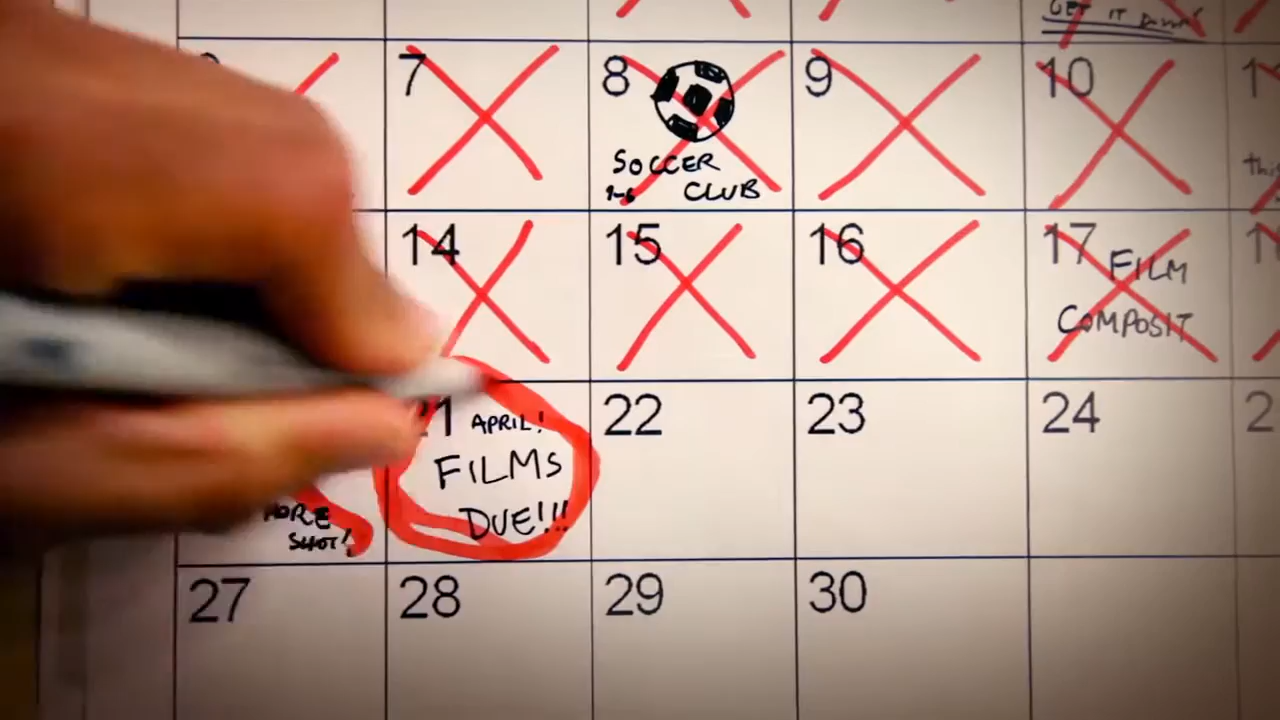 GET IT
7
8
9
10
SOCCER
CLUB
14
15
16
17 FILM
COMPOSIT
21 APRIL!
FILMS
DUE!!!
22
23
24
MORE
SHOT!
27
28
29
30